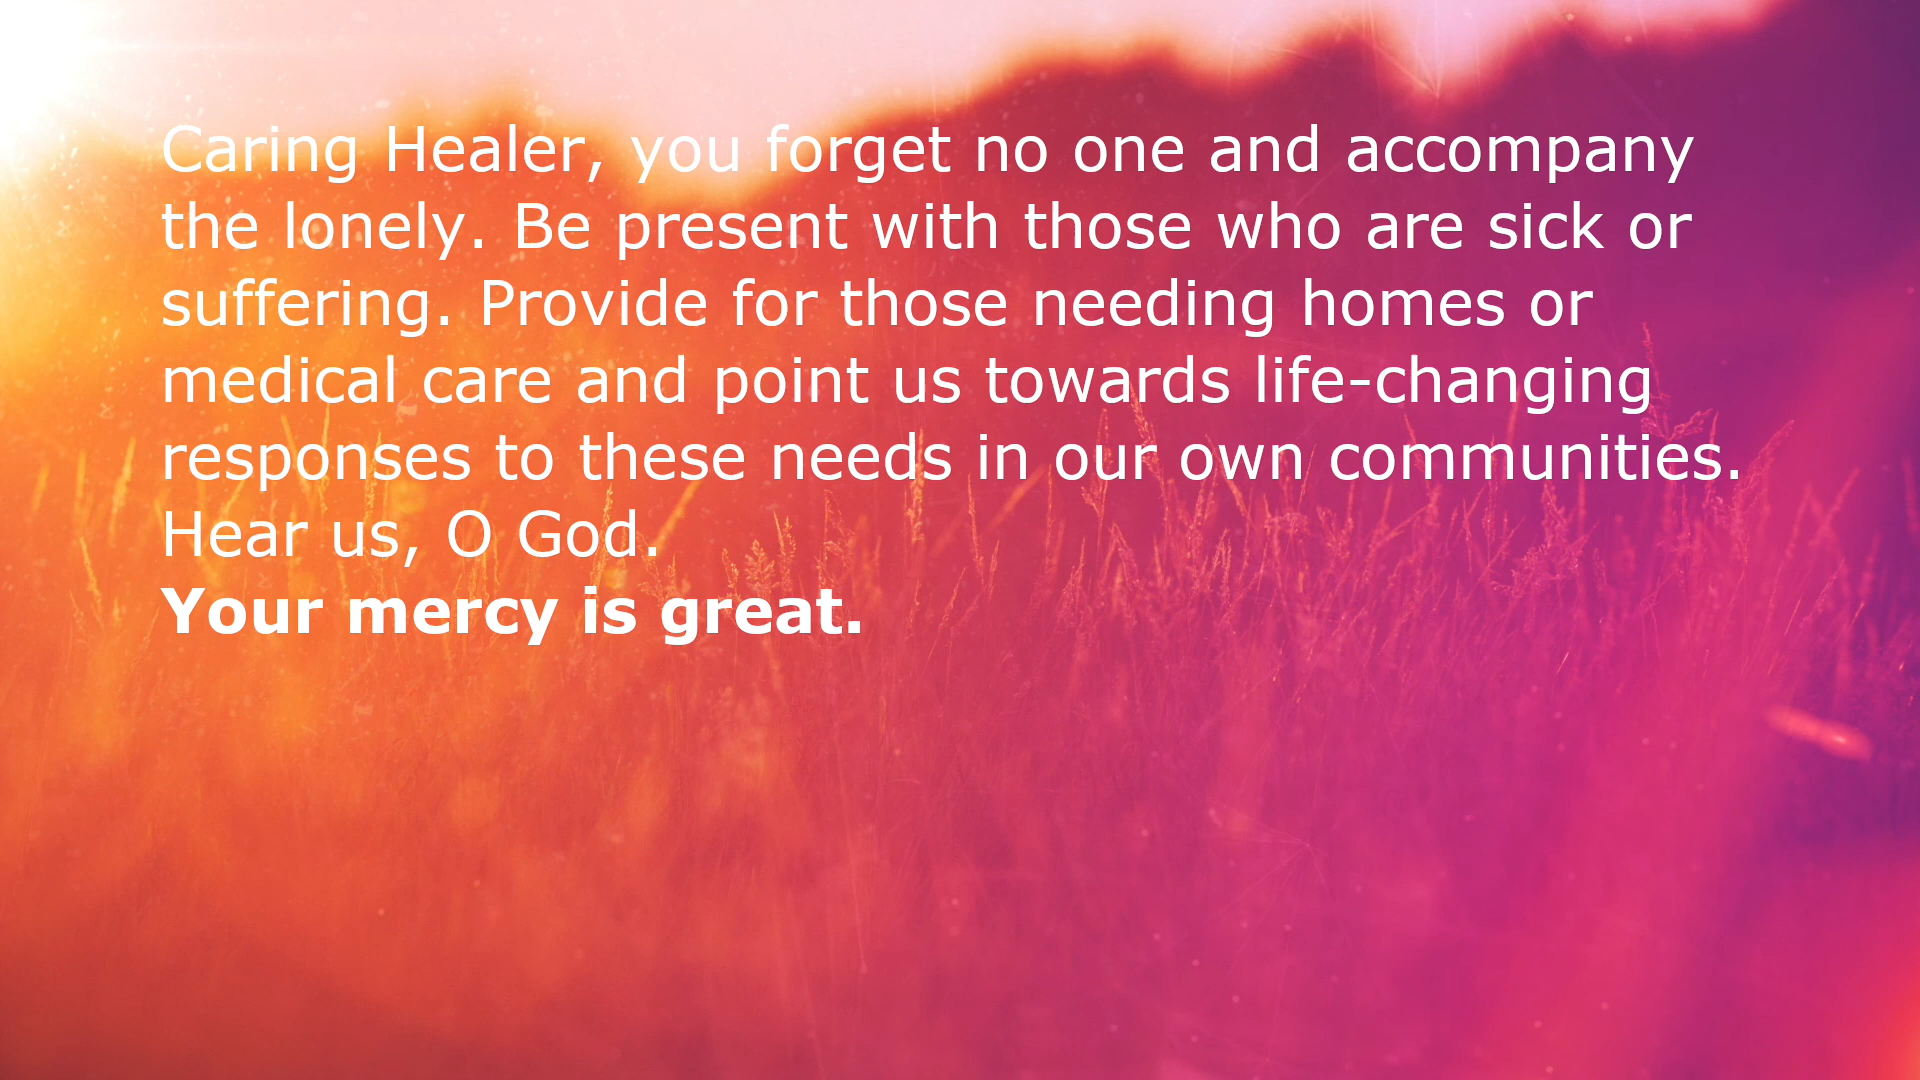 Caring Healer, you forget no one and accompany
the lonely. Be present with those who are sick or
suffering. Provide for those needing homes or
medical care and point us towards life-changing
responses to these needs in our own communities.
Hear us, O God.
Your mercy is great.